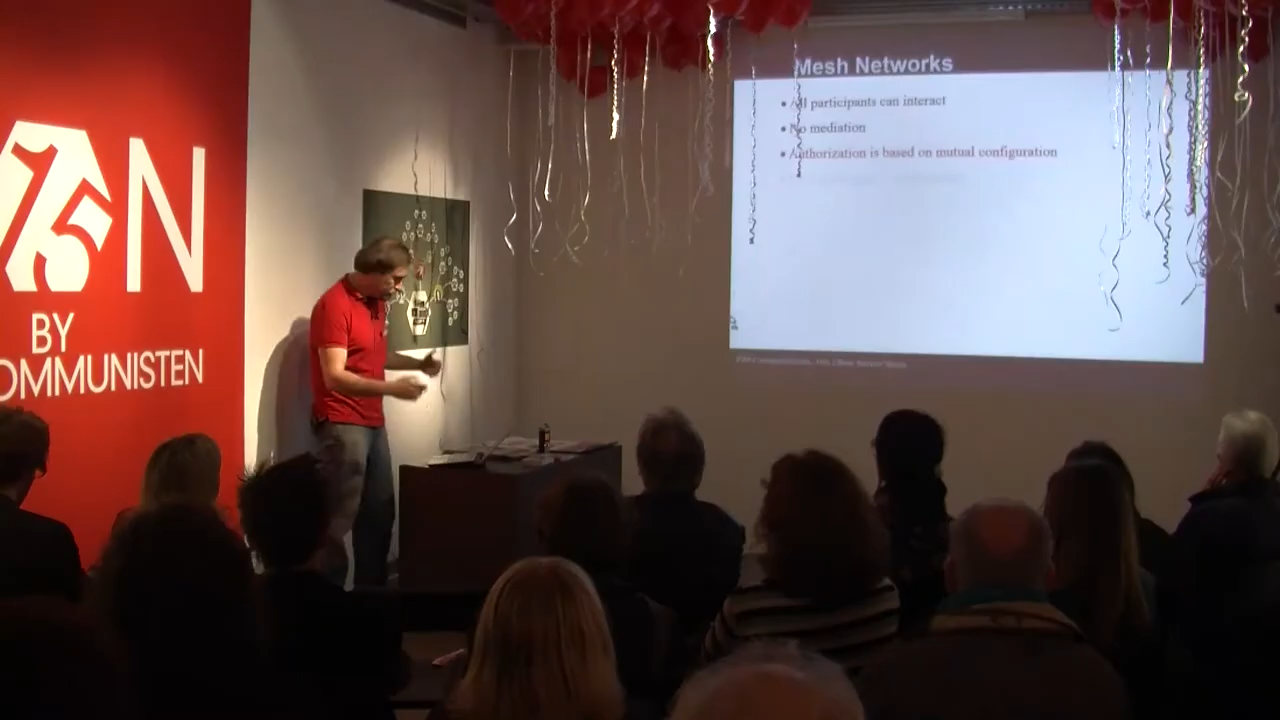 N
BY
OMMUNISTEN
Mesh Networks
• All participants can interact
• No mediation
• Authorization is based on mutual configuration